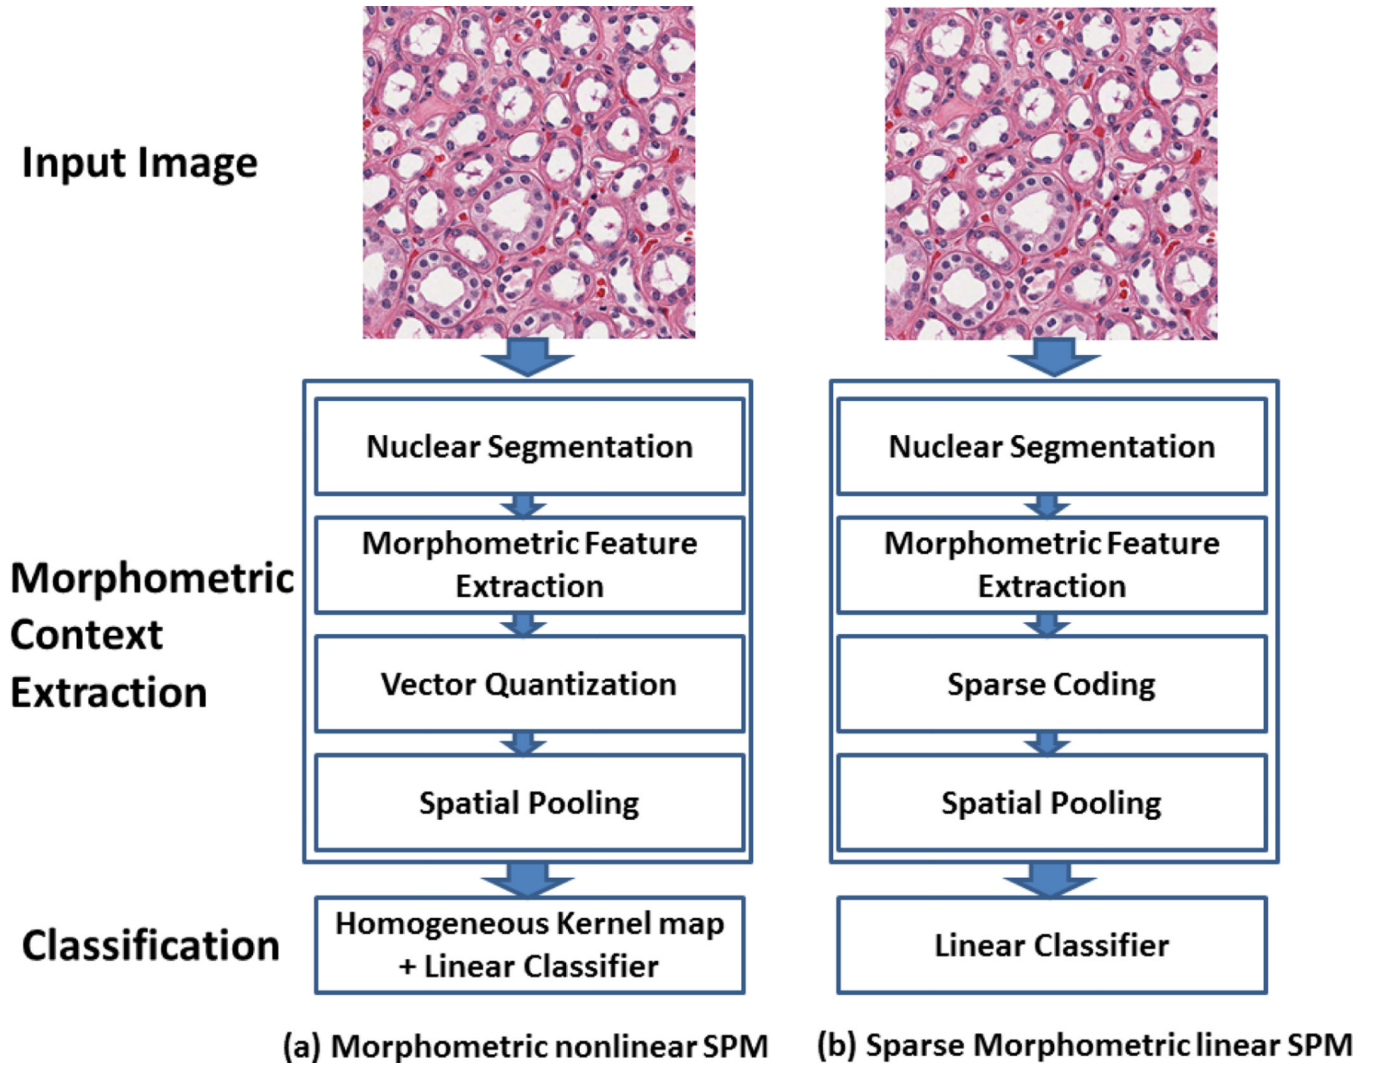 Input Image
Morphometric
Context
Extraction
Classification
Nuclear Segmentation
Morphometric Feature
Extraction
Vector Quantization
Spatial Pooling
Homogeneous Kernel map
+ Linear Classifier
(a) Morphometric nonlinear SPM
Nuclear Segmentation
Morphometric Feature
Extraction
Sparse Coding
Spatial Pooling
Linear Classifier
(b) Sparse Morphometric linear SPM